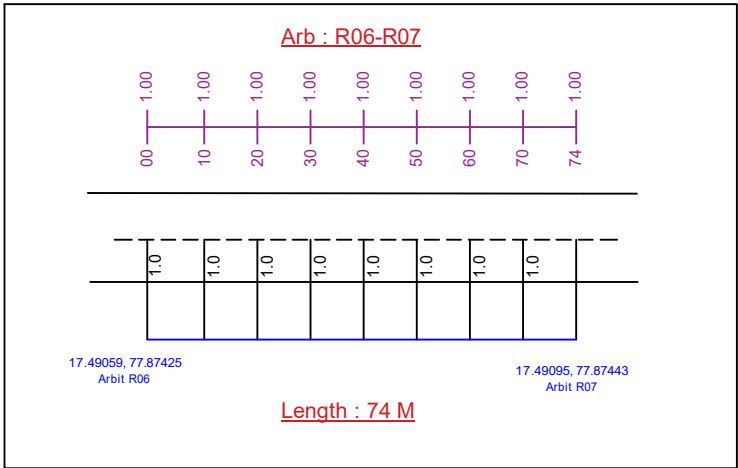 Arb : R06-R07
1.00 1.00 1.00 1.00 1.00 1.00 1.00 1.00 1.00
00 10 20 30 40 50 60 70 74
1.0 1.0 1.0 1.0 1.0 1.0 1.0 1.0
17.49059, 77.87425
Arbit R06
17.49095, 77.87443
Arbit R07
Length : 74 M